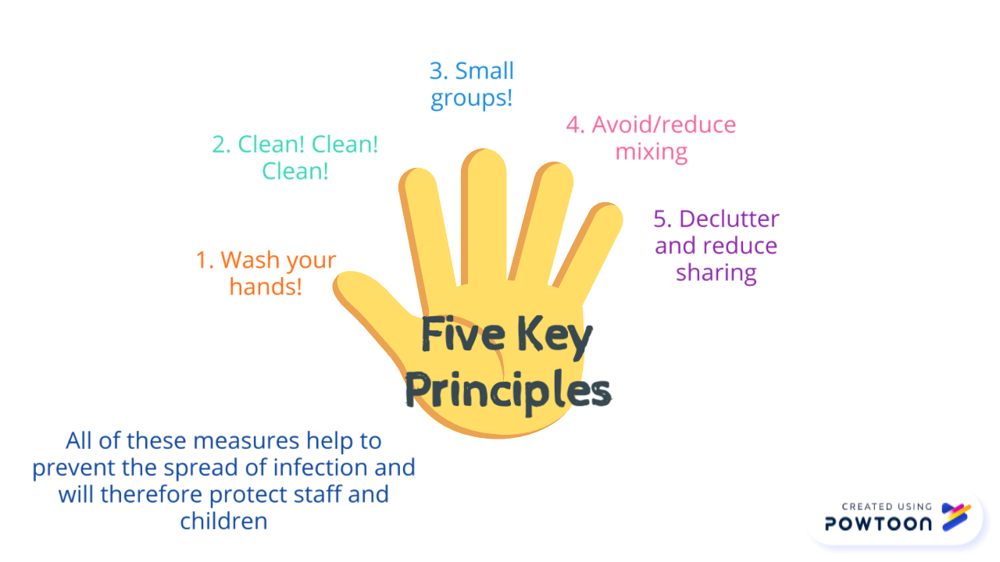 3. Small
groups!
4. Avoid/reduce
mixing
2. Clean! Clean!
Clean!
5. Declutter
and reduce
sharing
1. Wash your
hands!
Five Key
Principles
All of these measures help to
prevent the spread of infection and
will therefore protect staff and
children
CREATED USING
POWTOON